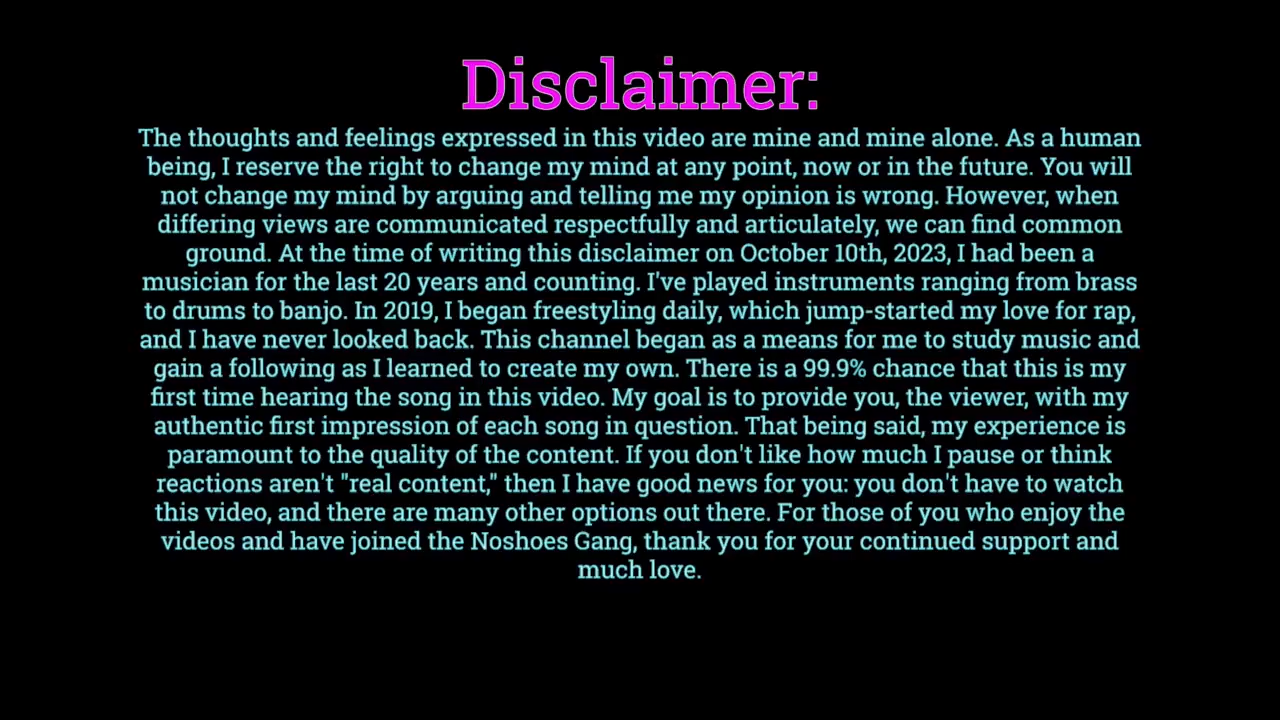 Disclaimer:
The thoughts and feelings expressed in this video are mine and mine alone. As a human
being, I reserve the right to change my mind at any point, now or in the future. You will
not change my mind by arguing and telling me my opinion is wrong. However, when
differing views are communicated respectfully and articulately, we can find common
ground. At the time of writing this disclaimer on October 10th, 2023, I had been a
musician for the last 20 years and counting. I've played instruments ranging from brass
to drums to banjo. In 2019, I began freestyling daily, which jump-started my love for rap,
and I have never looked back. This channel began as a means for me to study music and
gain a following as I learned to create my own. There is a 99.9% chance that this is my
first time hearing the song in this video. My goal is to provide you, the viewer, with my
authentic first impression of each song in question. That being said, my experience is
paramount to the quality of the content. If you don't like how much I pause or think
reactions aren't "real content," then I have good news for you: you don't have to watch
this video, and there are many other options out there. For those of you who enjoy the
videos and have joined the Noshoes Gang, thank you for your continued support and
much love.